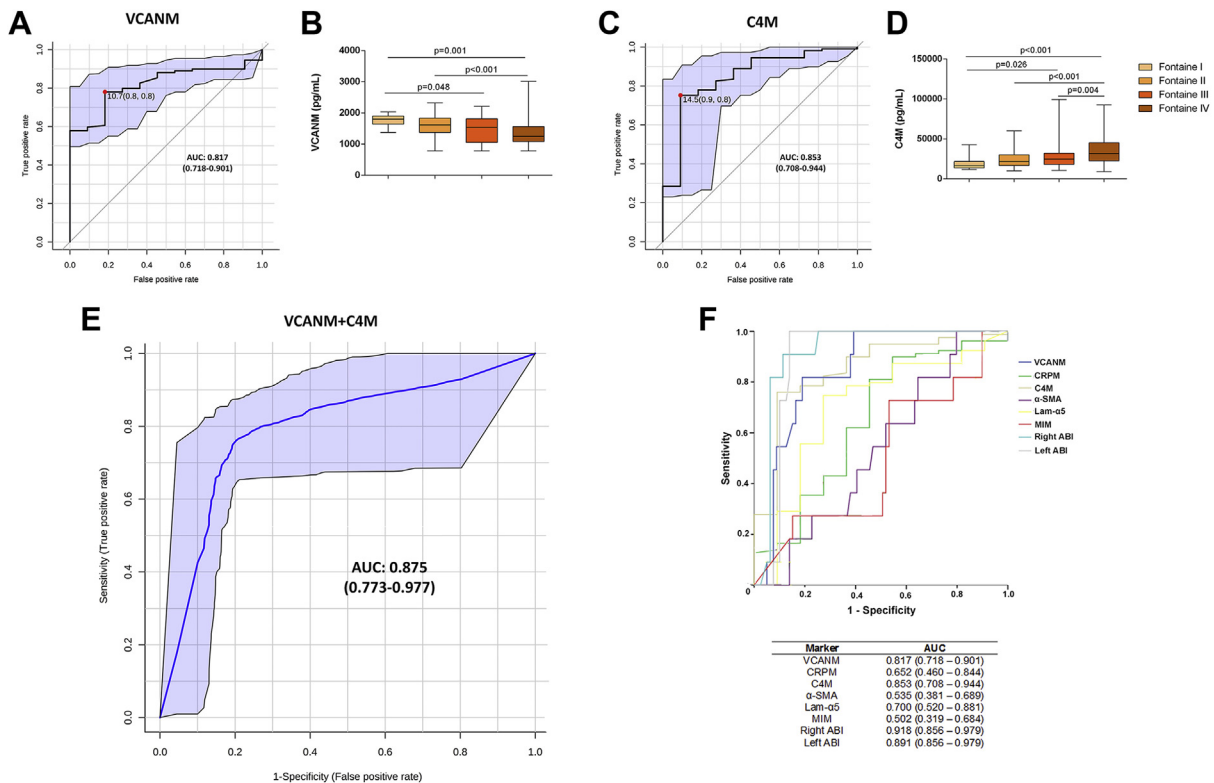 A
VCANM
True positive rate
1.0
0.8
0.6
0.4
0.2
0.0
10.7(0.8, 0.8)
AUC: 0.817
(0.718-0.901)
0.0 0.2 0.4 0.6 0.8 1.0
False positive rate
B
VCANM (pg/mL)
4000
3000
2000
1000
0
p=0.001
p<0.001
p=0.048
C
C4M
True positive rate
1.0
0.8
0.6
0.4
0.2
0.0
14.5(0.9, 0.8)
AUC: 0.853
(0.708-0.944)
0.0 0.2 0.4 0.6 0.8 1.0
False positive rate
D
C4M (pg/mL)
150000
100000
50000
0
p<0.001
p=0.026
p<0.001
p=0.004
Fontaine I
Fontaine II
Fontaine III
Fontaine IV
E
VCANM+C4M
Sensitivity (True positive rate)
1.0
0.8
0.6
0.4
0.2
0.0
AUC: 0.875
(0.773-0.977)
0.0 0.2 0.4 0.6 0.8 1.0
1-Specificity (False positive rate)
F
Sensitivity
1.0
0.8
0.6
0.4
0.2
0 0.2 0.4 0.6 0.8 1.0
1 - Specificity
VCANM
CRPM
C4M
α-SMA
Lam-α5
MIM
Right ABI
Left ABI
Marker AUC
VCANM 0.817 (0.718 – 0.901)
CRPM 0.652 (0.460 – 0.844)
C4M 0.853 (0.708 – 0.944)
α-SMA 0.535 (0.381 – 0.689)
Lam-α5 0.700 (0.520 – 0.881)
MIM 0.502 (0.319 – 0.684)
Right ABI 0.918 (0.856 – 0.979)
Left ABI 0.891 (0.856 – 0.979)